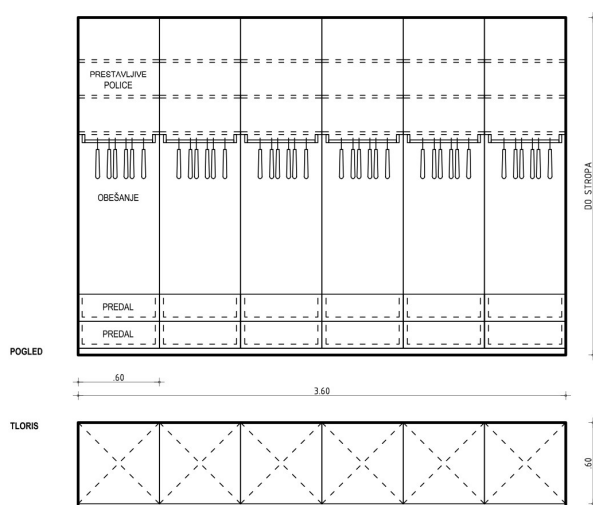 PRESTAVLJIVE
POLICE
OBEŠANJE
DO STROPA
PREDAL
PREDAL
POGLED
.60
3.60
TLORIS
.60